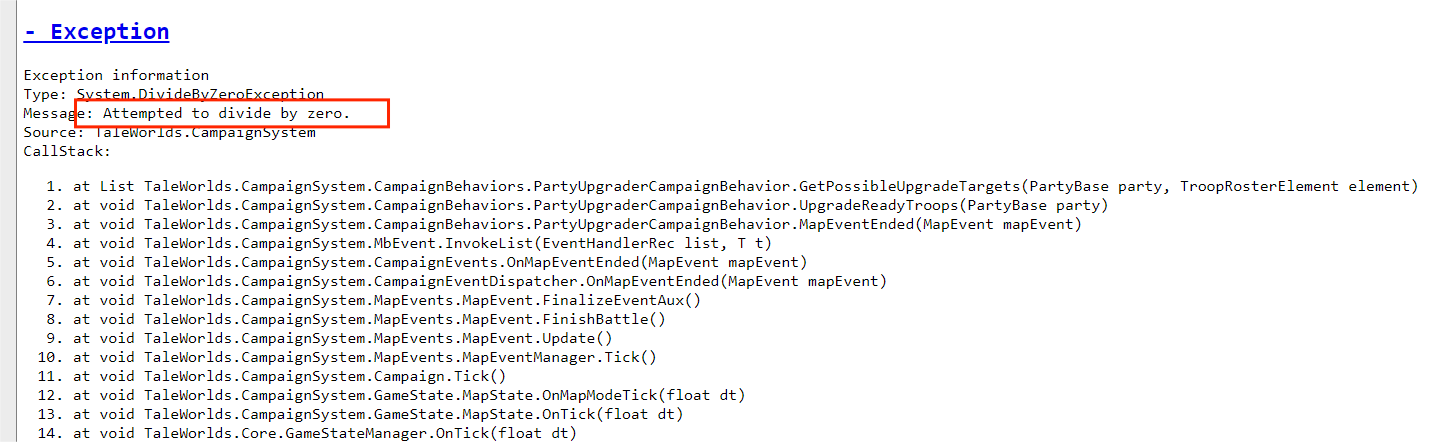 - Exception
Exception information
Type: System.DivideByZeroException
Message: Attempted to divide by zero.
Source: TaleWorlds.CampaignSystem
CallStack:
1. at List TaleWorlds.CampaignSystem.CampaignBehaviors.PartyUpgraderCampaignBehavior.GetPossibleUpgradeTargets(PartyBase party, TroopRosterElement element)
2. at void TaleWorlds.CampaignSystem.CampaignBehaviors.PartyUpgraderCampaignBehavior.UpgradeReadyTroops(PartyBase party)
3. at void TaleWorlds.CampaignSystem.CampaignBehaviors.PartyUpgraderCampaignBehavior.MapEventEnded(MapEvent mapEvent)
4. at void TaleWorlds.CampaignSystem.MbEvent.InvokeList(EventHandlerRec list, T t)
5. at void TaleWorlds.CampaignSystem.CampaignEvents.OnMapEventEnded(MapEvent mapEvent)
6. at void TaleWorlds.CampaignSystem.CampaignEventDispatcher.OnMapEventEnded(MapEvent mapEvent)
7. at void TaleWorlds.CampaignSystem.MapEvents.MapEvent.FinalizeEventAux()
8. at void TaleWorlds.CampaignSystem.MapEvents.MapEvent.FinishBattle()
9. at void TaleWorlds.CampaignSystem.MapEvents.MapEvent.Update()
10. at void TaleWorlds.CampaignSystem.MapEvents.MapEventManager.Tick()
11. at void TaleWorlds.CampaignSystem.Campaign.Tick()
12. at void TaleWorlds.CampaignSystem.GameState.MapState.OnMapModeTick(float dt)
13. at void TaleWorlds.CampaignSystem.GameState.MapState.OnTick(float dt)
14. at void TaleWorlds.Core.GameStateManager.OnTick(float dt)